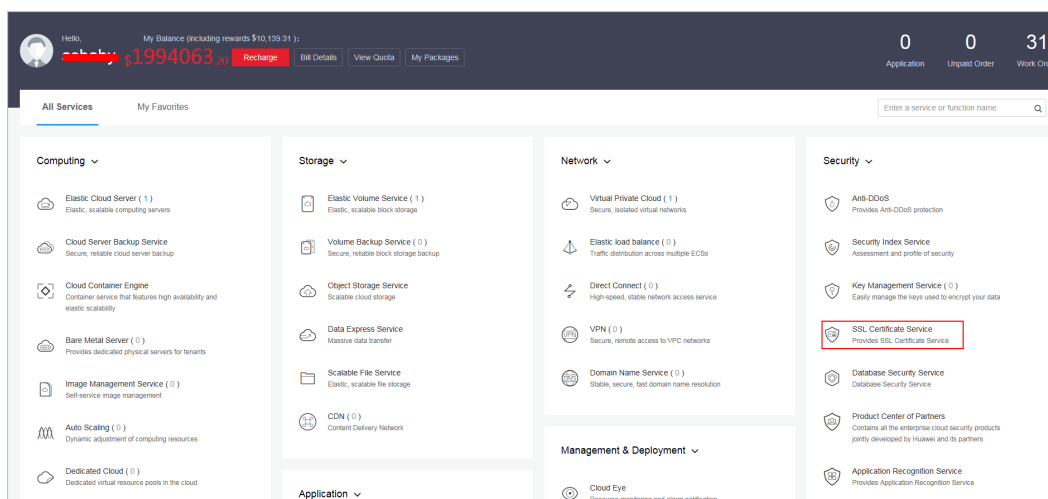 Hello,
My Balance (including rewards $10,139.31 ):
$1994063.20
Recharge
Bill Details
View Quota
My Packages
0
Application
0
Unpaid Order
31
Work Ord
All Services
My Favorites
Enter a service or function name.
Computing
Elastic Cloud Server ( 1 )
Elastic, scalable computing servers
Cloud Server Backup Service
Secure, reliable cloud server backup
Cloud Container Engine
Container service that features high availability and
elastic scalability
Bare Metal Server ( 0 )
Provides dedicated physical servers for tenants
Image Management Service ( 0 )
Self-service image management
Auto Scaling ( 0 )
Dynamic adjustment of computing resources
Dedicated Cloud ( 0 )
Dedicated virtual resource pools in the cloud
Storage
Elastic Volume Service ( 1 )
Elastic, scalable block storage
Volume Backup Service ( 0 )
Secure, reliable block storage backup
Object Storage Service
Scalable cloud storage
Data Express Service
Massive data transfer
Scalable File Service
Elastic, scalable file storage
CDN ( 0 )
Content Delivery Network
Application
Network
Virtual Private Cloud ( 1 )
Secure, isolated virtual networks
Elastic load balance ( 0 )
Traffic distribution across multiple ECSs
Direct Connect ( 0 )
High-speed, stable network access service
VPN
VPN ( 0 )
Secure, remote access to VPC networks
DNS
Domain Name Service ( 0 )
Stable, secure, fast domain name resolution
Management & Deployment
Cloud Eye
Resource monitoring and alarm notification
Security
Anti-DDoS
Provides Anti-DDoS protection
Security Index Service
Assessment and profile of security
Key Management Service ( 0 )
Easily manage the keys used to encrypt your data
SSL Certificate Service
Provides SSL Certificate Service
Database Security Service
Database Security Service
Product Center of Partners
Contains all the enterprise cloud security products
jointly developed by Huawei and its partners
Application Recognition Service
Provides Application Recognition Service